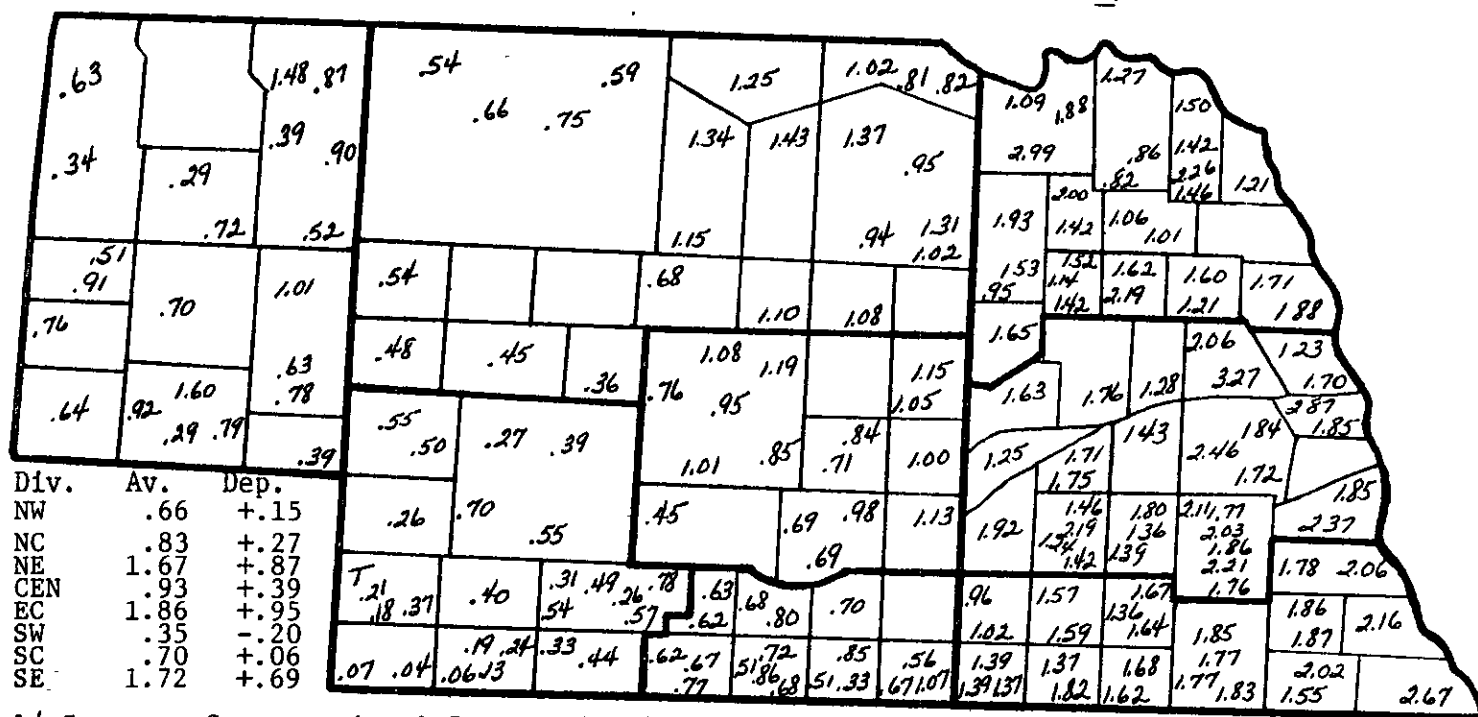 .63 1.48 .87 .54 .59 1.25 1.02 .81 .82 1.27
.66 .75 1.09 1.88 1.50
.39 .90 1.34 1.43 1.37 .95 2.99 .86 1.42
.34 .29 .82 2.26
1.46 1.21
.72 .52 1.15 .94 1.31 1.02 1.93 2.00 1.42 1.06 1.01
.51 .91 .70 1.01 .54 .68 1.53 .95 1.52 1.14 1.42 1.62 2.19 1.60 1.21 1.71 1.88
1.10 1.08
.76 .48 .45 .36 1.08 1.19 1.15 1.05 1.65 2.06 1.23
.63 .78 .76 .95 1.63 1.76 1.28 3.27 1.70
.64 .92 1.60 .29 .79 .55 .50 .27 .39 .84 .71 2.87 1.85
.39 1.01 .85 1.00 1.25 1.71 1.75 1.43 2.46 1.84 1.72
Div. Av. Dep.
NW .66 +.15
NC .83 +.27
NE 1.67 +.87
CEN .93 +.39
EC 1.86 +.95
SW .35 -.20
SC .70 +.06
SE 1.72 +.69
.26 .70 .55 .45 .69 .98 .69 1.13 1.92 1.46 2.19 1.42 1.80 1.36 1.39 2.11 1.77 2.03 1.86 2.21 1.76 1.85 2.37
T .21 .18 .37 .40 .31 .49 .26 .78 .54 .57 .63 .62 .68 .80 .70 .96 1.02 1.57 1.59 1.67 1.36 1.64 1.78 2.06
1.86 1.87 2.16
.07 .04 .19 .24 .06 .13 .33 .44 .62 .67 .77 .72 .51 .86 .68 .85 .51 .33 .56 .67 1.07 1.39 1.39 1.37 1.37 1.82 1.68 1.62 1.85 1.77 1.77 1.83 2.02 1.55 2.67